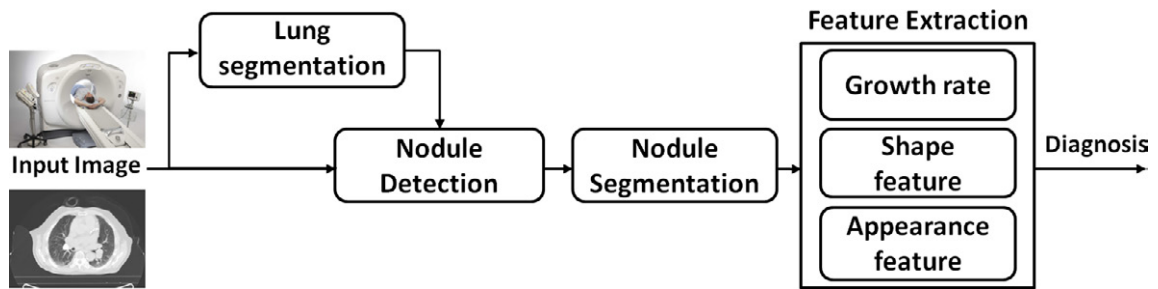 Feature Extraction
Lung
segmentation
Growth rate
Input Image
Nodule
Detection
Nodule
Segmentation
Shape
feature
Diagnosis
Appearance
feature